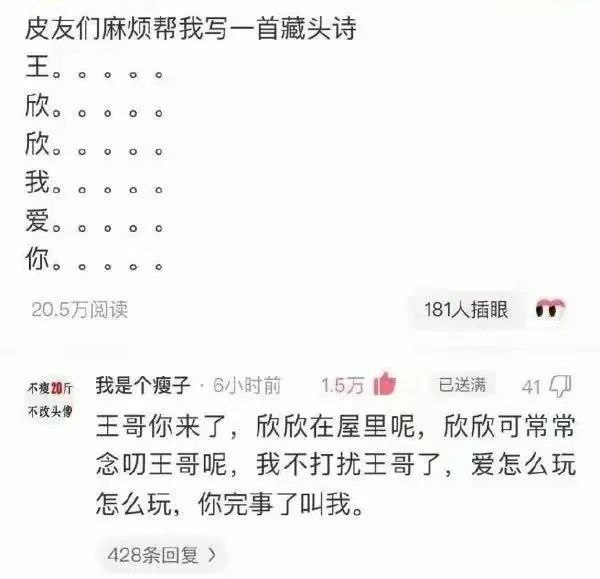 皮友们麻烦帮我写一首藏头诗
王。。。。。
欣。。。。。
欣。。。。。
我。。。。。
爱。。。。。
你。。。。。
20.5万阅读
181人插眼
不瘦20斤
不改头像
我是个瘦子 · 6小时前
1.5万
已送满
41
王哥你来了，欣欣在屋里呢，欣欣可常常
念叨王哥呢，我不打扰王哥了，爱怎么玩
怎么玩，你完事了叫我。
428条回复 >